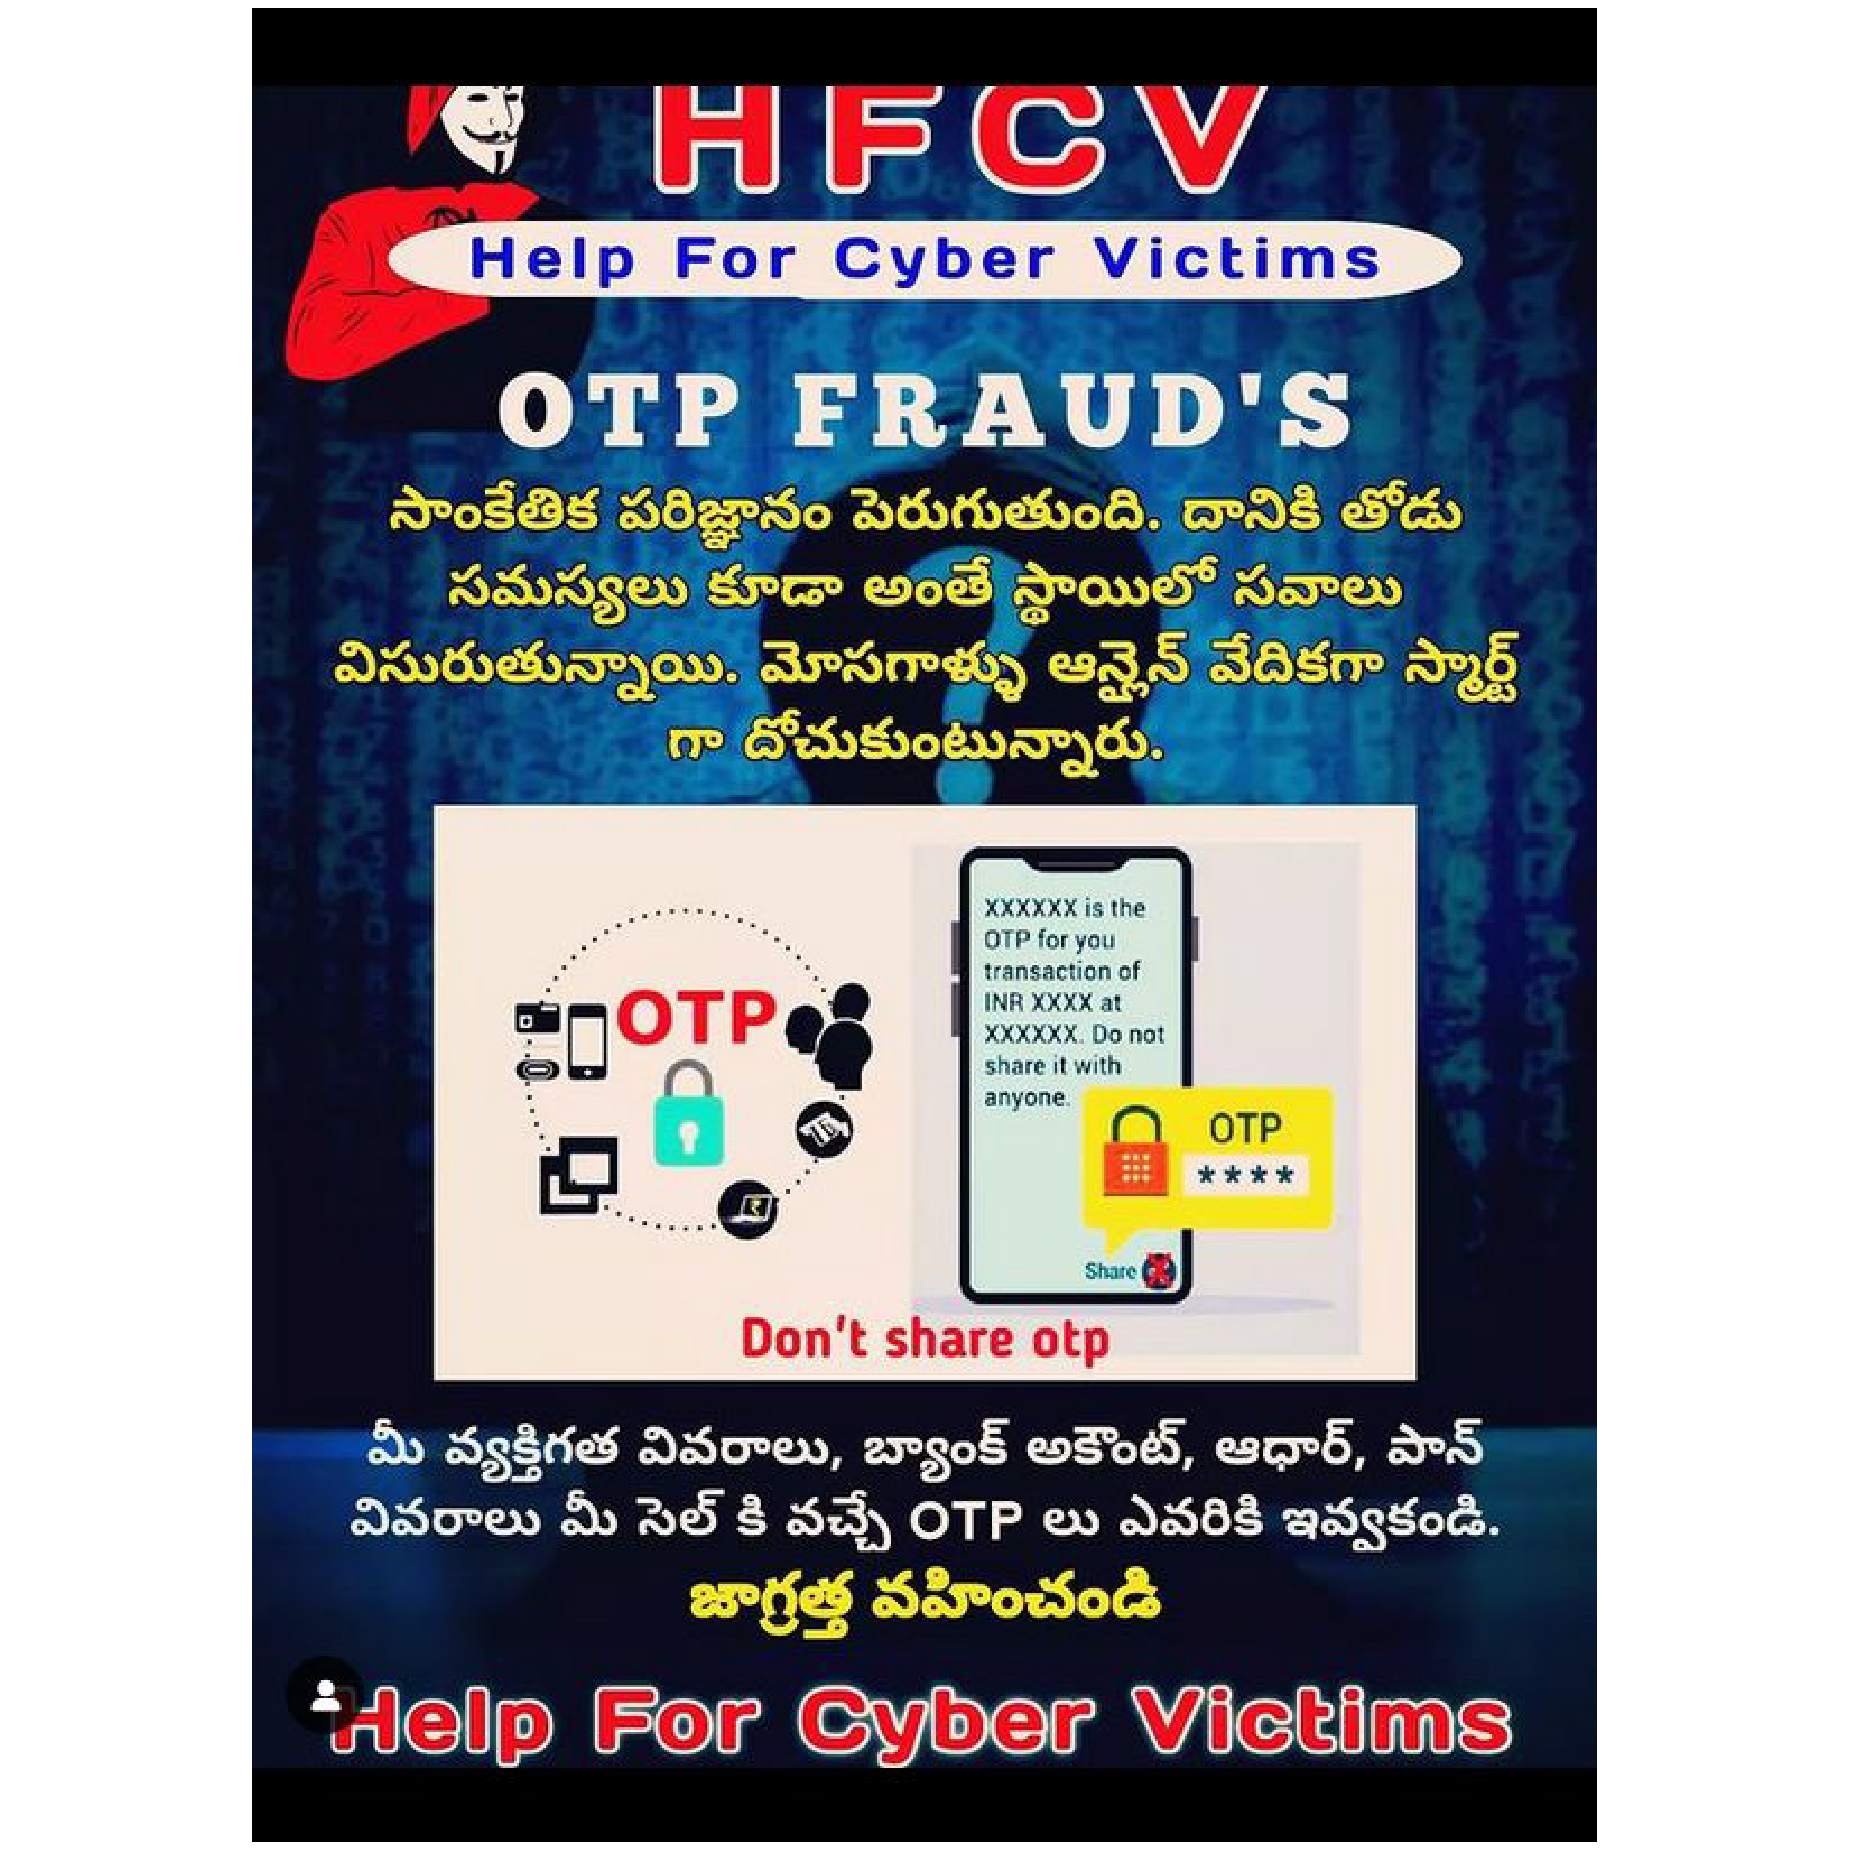 HFCV
Help For Cyber Victims
OTP FRAUD'S
సాంకేతిక పరిజ్ఞానం పెరుగుతుంది. దానికి తోడు
సమస్యలు కూడా అంతే స్థాయిలో సవాలు
విసురుతున్నాయి. మోసగాళ్ళు ఆన్లైన్ వేదికగా స్మార్ట్
గా దోచుకుంటున్నారు.
OTP
XXXXXX is the
OTP for you
transaction of
INR XXXX at
XXXXXX. Do not
share it with
anyone.
OTP
****
Share
Don't share otp
మీ వ్యక్తిగత వివరాలు, బ్యాంక్ అకౌంట్, ఆధార్, పాన్
వివరాలు మీ సెల్ కి వచ్చే OTP లు ఎవరికి ఇవ్వకండి.
జాగ్రత్త వహించండి
Help For Cyber Victims